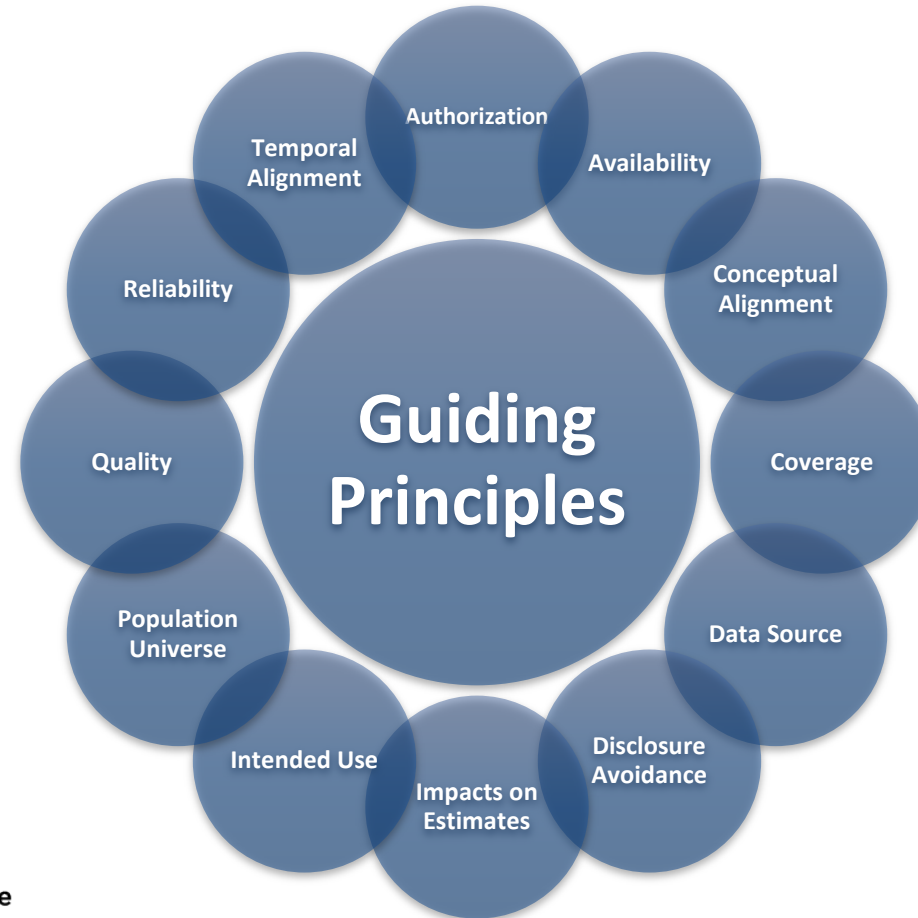 Authorization
Availability
Conceptual
Alignment
Coverage
Data Source
Disclosure
Avoidance
Impacts on
Estimates
Intended Use
Population
Universe
Quality
Reliability
Temporal
Alignment
Guiding
Principles
e